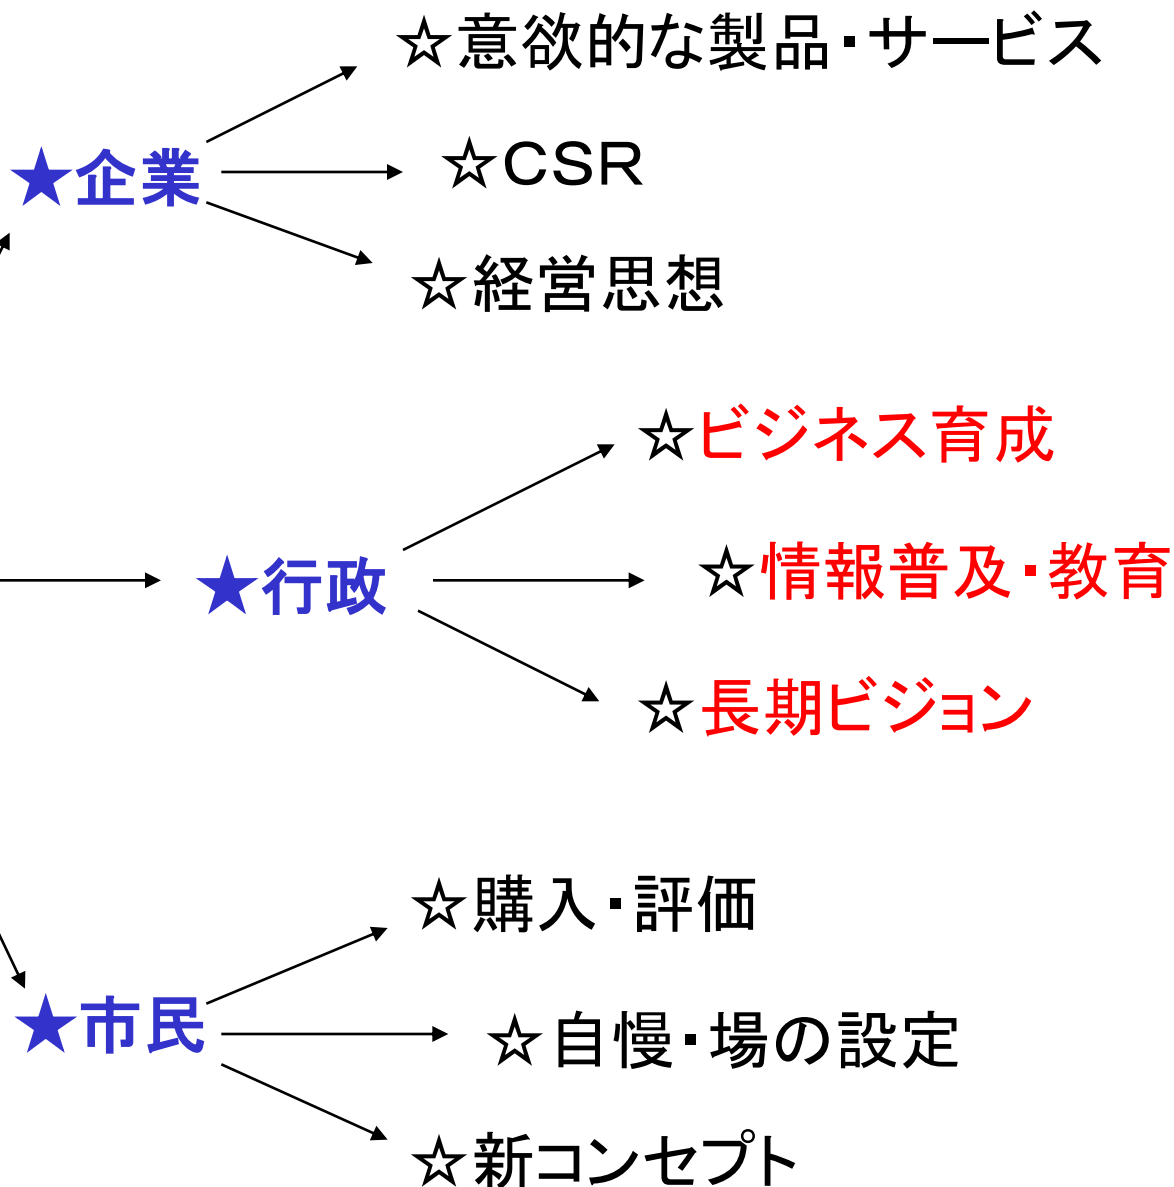 ☆意欲的な製品・サービス
★企業
☆CSR
☆経営思想
☆ビジネス育成
★行政
☆情報普及・教育
☆長期ビジョン
☆購入・評価
★市民
☆自慢・場の設定
☆新コンセプト